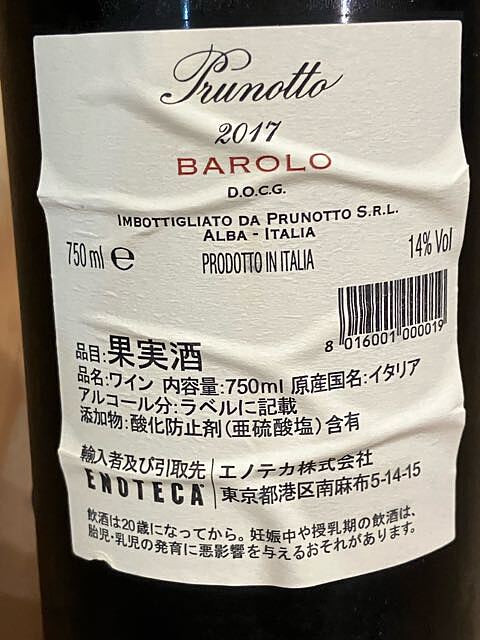 Prunotto
2017
BAROLO
D.O.C.G.
IMBOTTIGLIATO DA PRUNOTTO S.R.L.
ALBA - ITALIA
750 ml e PRODOTTO IN ITALIA 14% Vol
8 016001 000019
品目:果実酒
品名:ワイン 内容量:750ml 原産国名:イタリア
アルコール分:ラベルに記載
添加物:酸化防止剤(亜硫酸塩)含有
輸入者及び引取先 エノテカ株式会社
ENOTECA 東京都港区南麻布5-14-15
飲酒は20歳になってから。妊娠中や授乳期の飲酒は、
胎児・乳児の発育に悪影響を与えるおそれがあります。